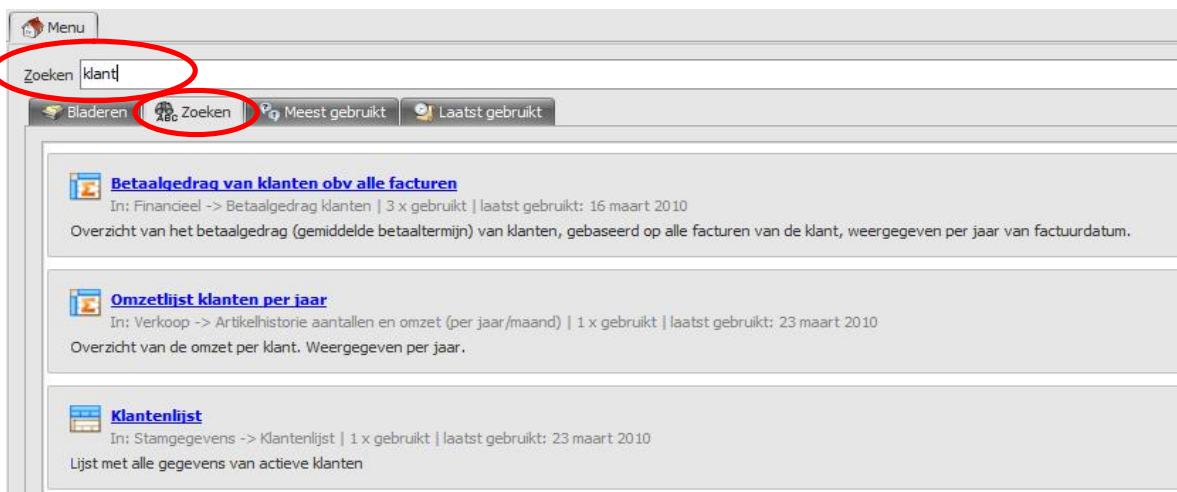 Menu
Zoeken klant
Bladeren Zoeken Meest gebruikt Laatst gebruikt
Betaalgedrag van klanten obv alle facturen
In: Financieel -> Betaalgedrag klanten | 3 x gebruikt | laatst gebruikt: 16 maart 2010
Overzicht van het betaalgedrag (gemiddelde betaaltermijn) van klanten, gebaseerd op alle facturen van de klant, weergegeven per jaar van factuurdatum.
Omzetlijst klanten per jaar
In: Verkoop -> Artikelhistorie aantallen en omzet (per jaar/maand) | 1 x gebruikt | laatst gebruikt: 23 maart 2010
Overzicht van de omzet per klant. Weergegeven per jaar.
Klantenlijst
In: Stamgegevens -> Klantenlijst | 1 x gebruikt | laatst gebruikt: 23 maart 2010
Lijst met alle gegevens van actieve klanten